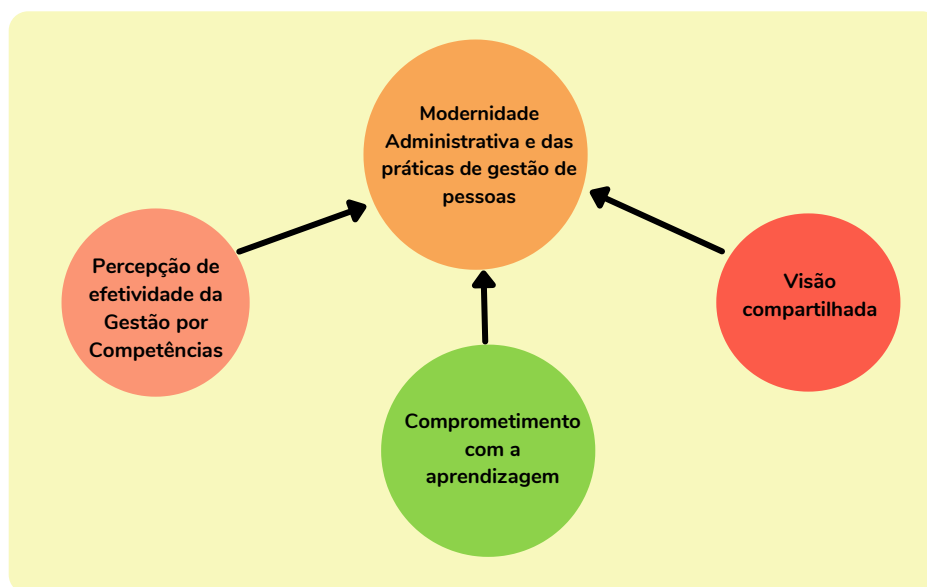 Modernidade
Administrativa e das
práticas de gestão de
pessoas
Percepção de
efetividade da
Gestão por
Competências
Visão
compartilhada
Comprometimento
com a
aprendizagem